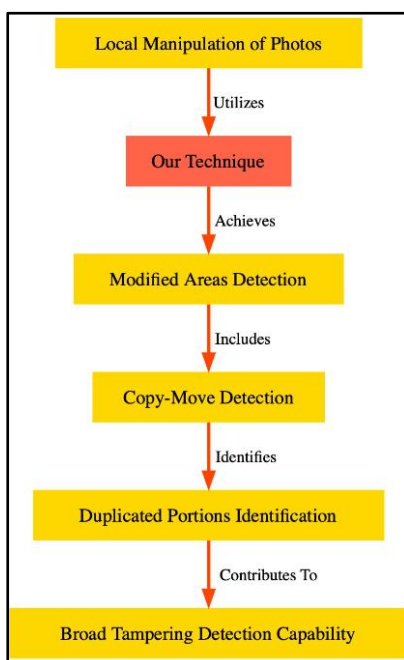 Local Manipulation of Photos
Utilizes
Our Technique
Achieves
Modified Areas Detection
Includes
Copy-Move Detection
Identifies
Duplicated Portions Identification
Contributes To
Broad Tampering Detection Capability